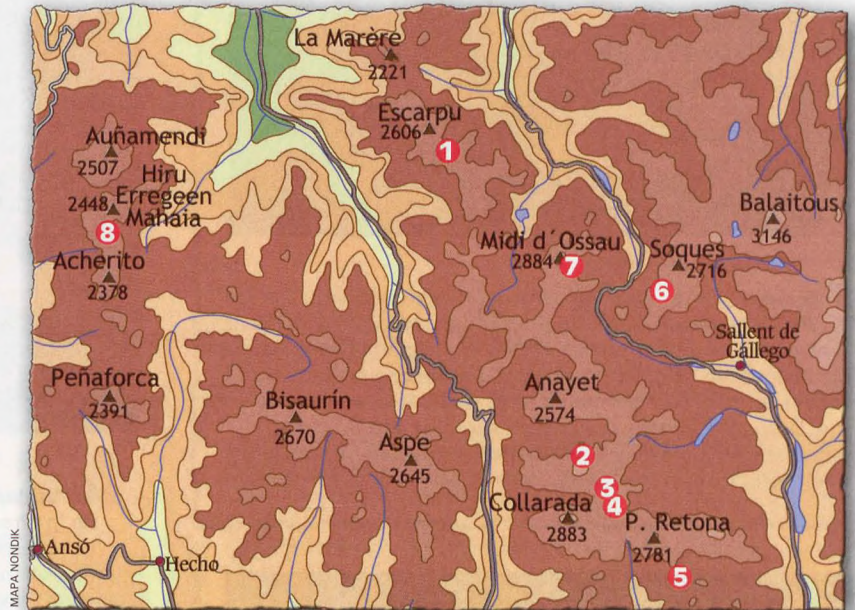 La Marère
2221
Escarpu
2606
1
Auñamendi
2507
Hiru
2448 Erregeen
Mahaia
8
Acherito
2378
Balaitous
3146
Midi d´Ossau
2884
7
Soques
2716
6
Sallent de
Gállego
Peñaforca
2391
Bisaurín
2670
Aspe
2645
Anayet
2574
2
3
4
Collarada
2883
P. Retona
2781
5
Ansó
Hecho
MAPA NONDIK